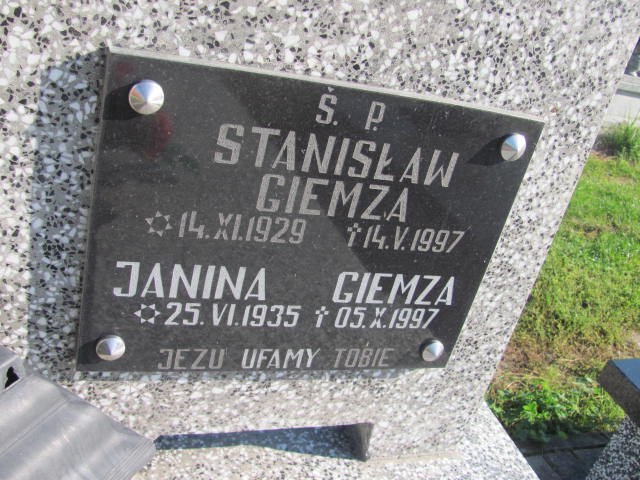 Ś. P.
STANISŁAW
GIEMZA
14.XI.1929 †14.V.1997
JANINA GIEMZA
25.VI.1935 †05.X.1997
JEZU UFAMY TOBIE